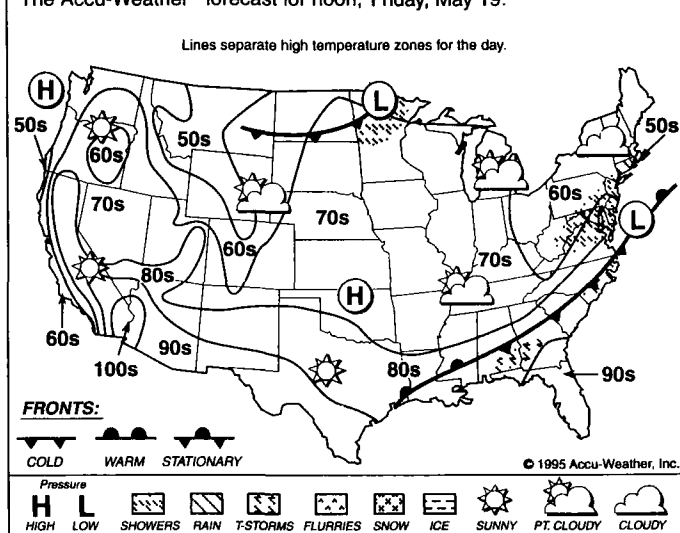 The Accu-Weather® forecast for noon, Friday, May 19.
Lines separate high temperature zones for the day.
H
L
50s
50s
50s
60s
60s
70s
L
70s
60s
70s
80s
H
60s
90s
80s
100s
90s
FRONTS:
COLD WARM STATIONARY
© 1995 Accu-Weather, Inc.
Pressure
H L
HIGH LOW SHOWERS RAIN T-STORMS FLURRIES SNOW ICE SUNNY PT. CLOUDY CLOUDY